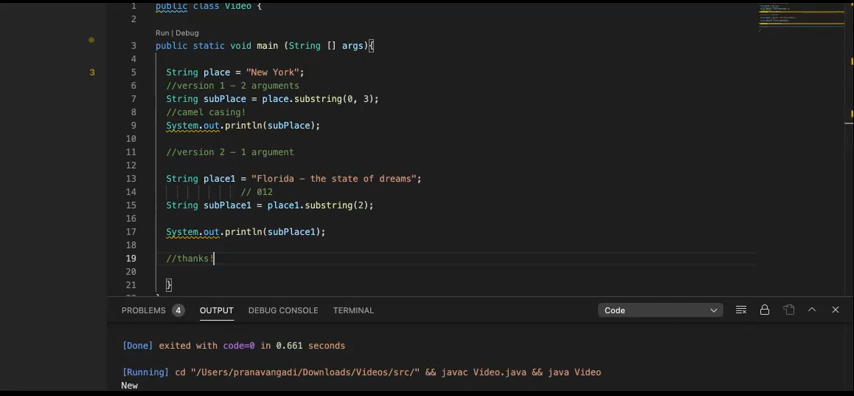 1 public class Video {
2
Run | Debug
3 public static void main (String [] args){
4
5 String place = "New York";
6 //version 1 - 2 arguments
7 String subPlace = place.substring(0, 3);
8 //camel casing!
9 System.out.println(subPlace);
10
11 //version 2 - 1 argument
12
13 String place1 = "Florida - the state of dreams";
14 // 012
15 String subPlace1 = place1.substring(2);
16
17 System.out.println(subPlace1);
18
19 //thanks!
20
21 }
3
PROBLEMS 4 OUTPUT DEBUG CONSOLE TERMINAL Code
[Done] exited with code=0 in 0.661 seconds
[Running] cd "/Users/pranavangadi/Downloads/Videos/src/" && javac Video.java && java Video
New